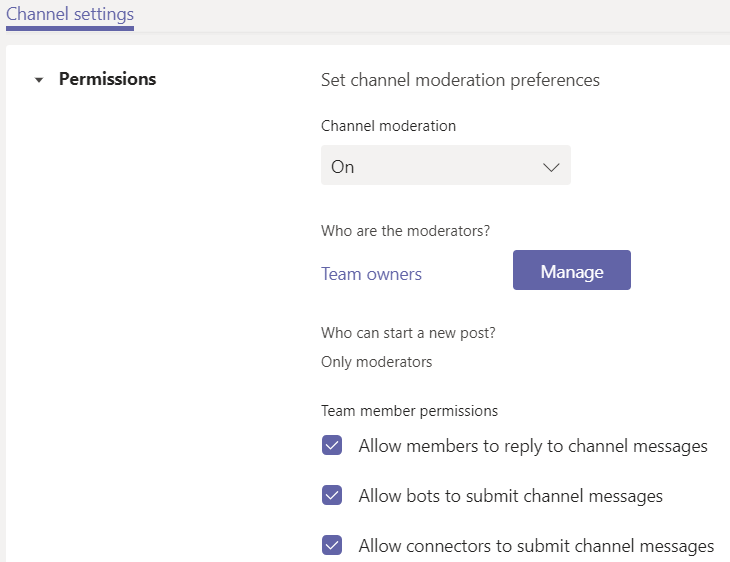 Channel settings
Permissions
Set channel moderation preferences
Channel moderation
On
Who are the moderators?
Team owners
Manage
Who can start a new post?
Only moderators
Team member permissions
Allow members to reply to channel messages
Allow bots to submit channel messages
Allow connectors to submit channel messages